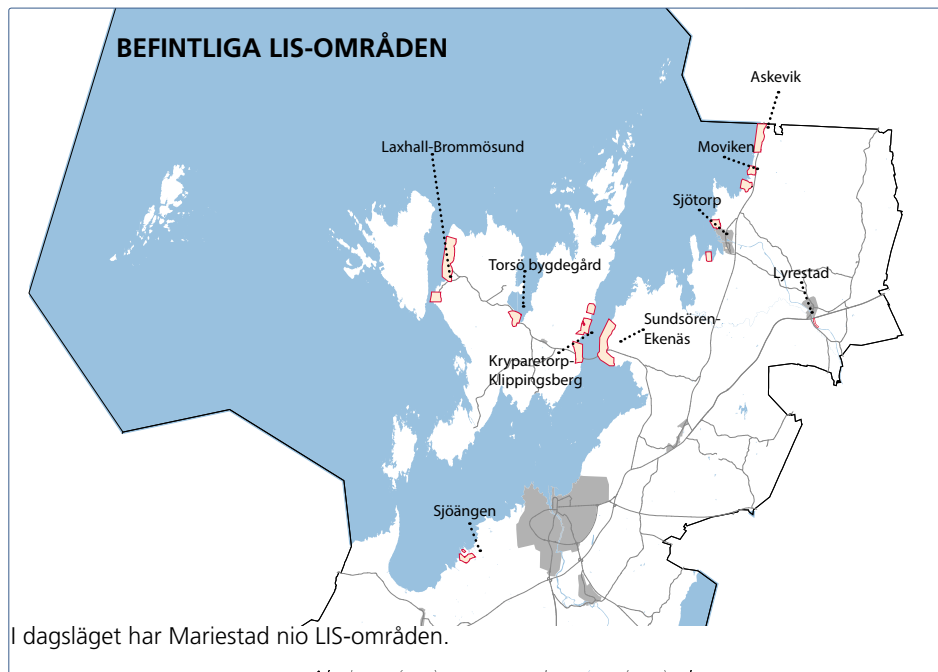 BEFINTLIGA LIS-OMRÅDEN
Askevik
Laxhall-Brommösund
Moviken
Sjötorp
Torsö bygdegård
Lyrestad
Sundsören-
Ekenäs
Kryparetorp-
Klippingsberg
Sjöängen
I dagsläget har Mariestad nio LIS-områden.